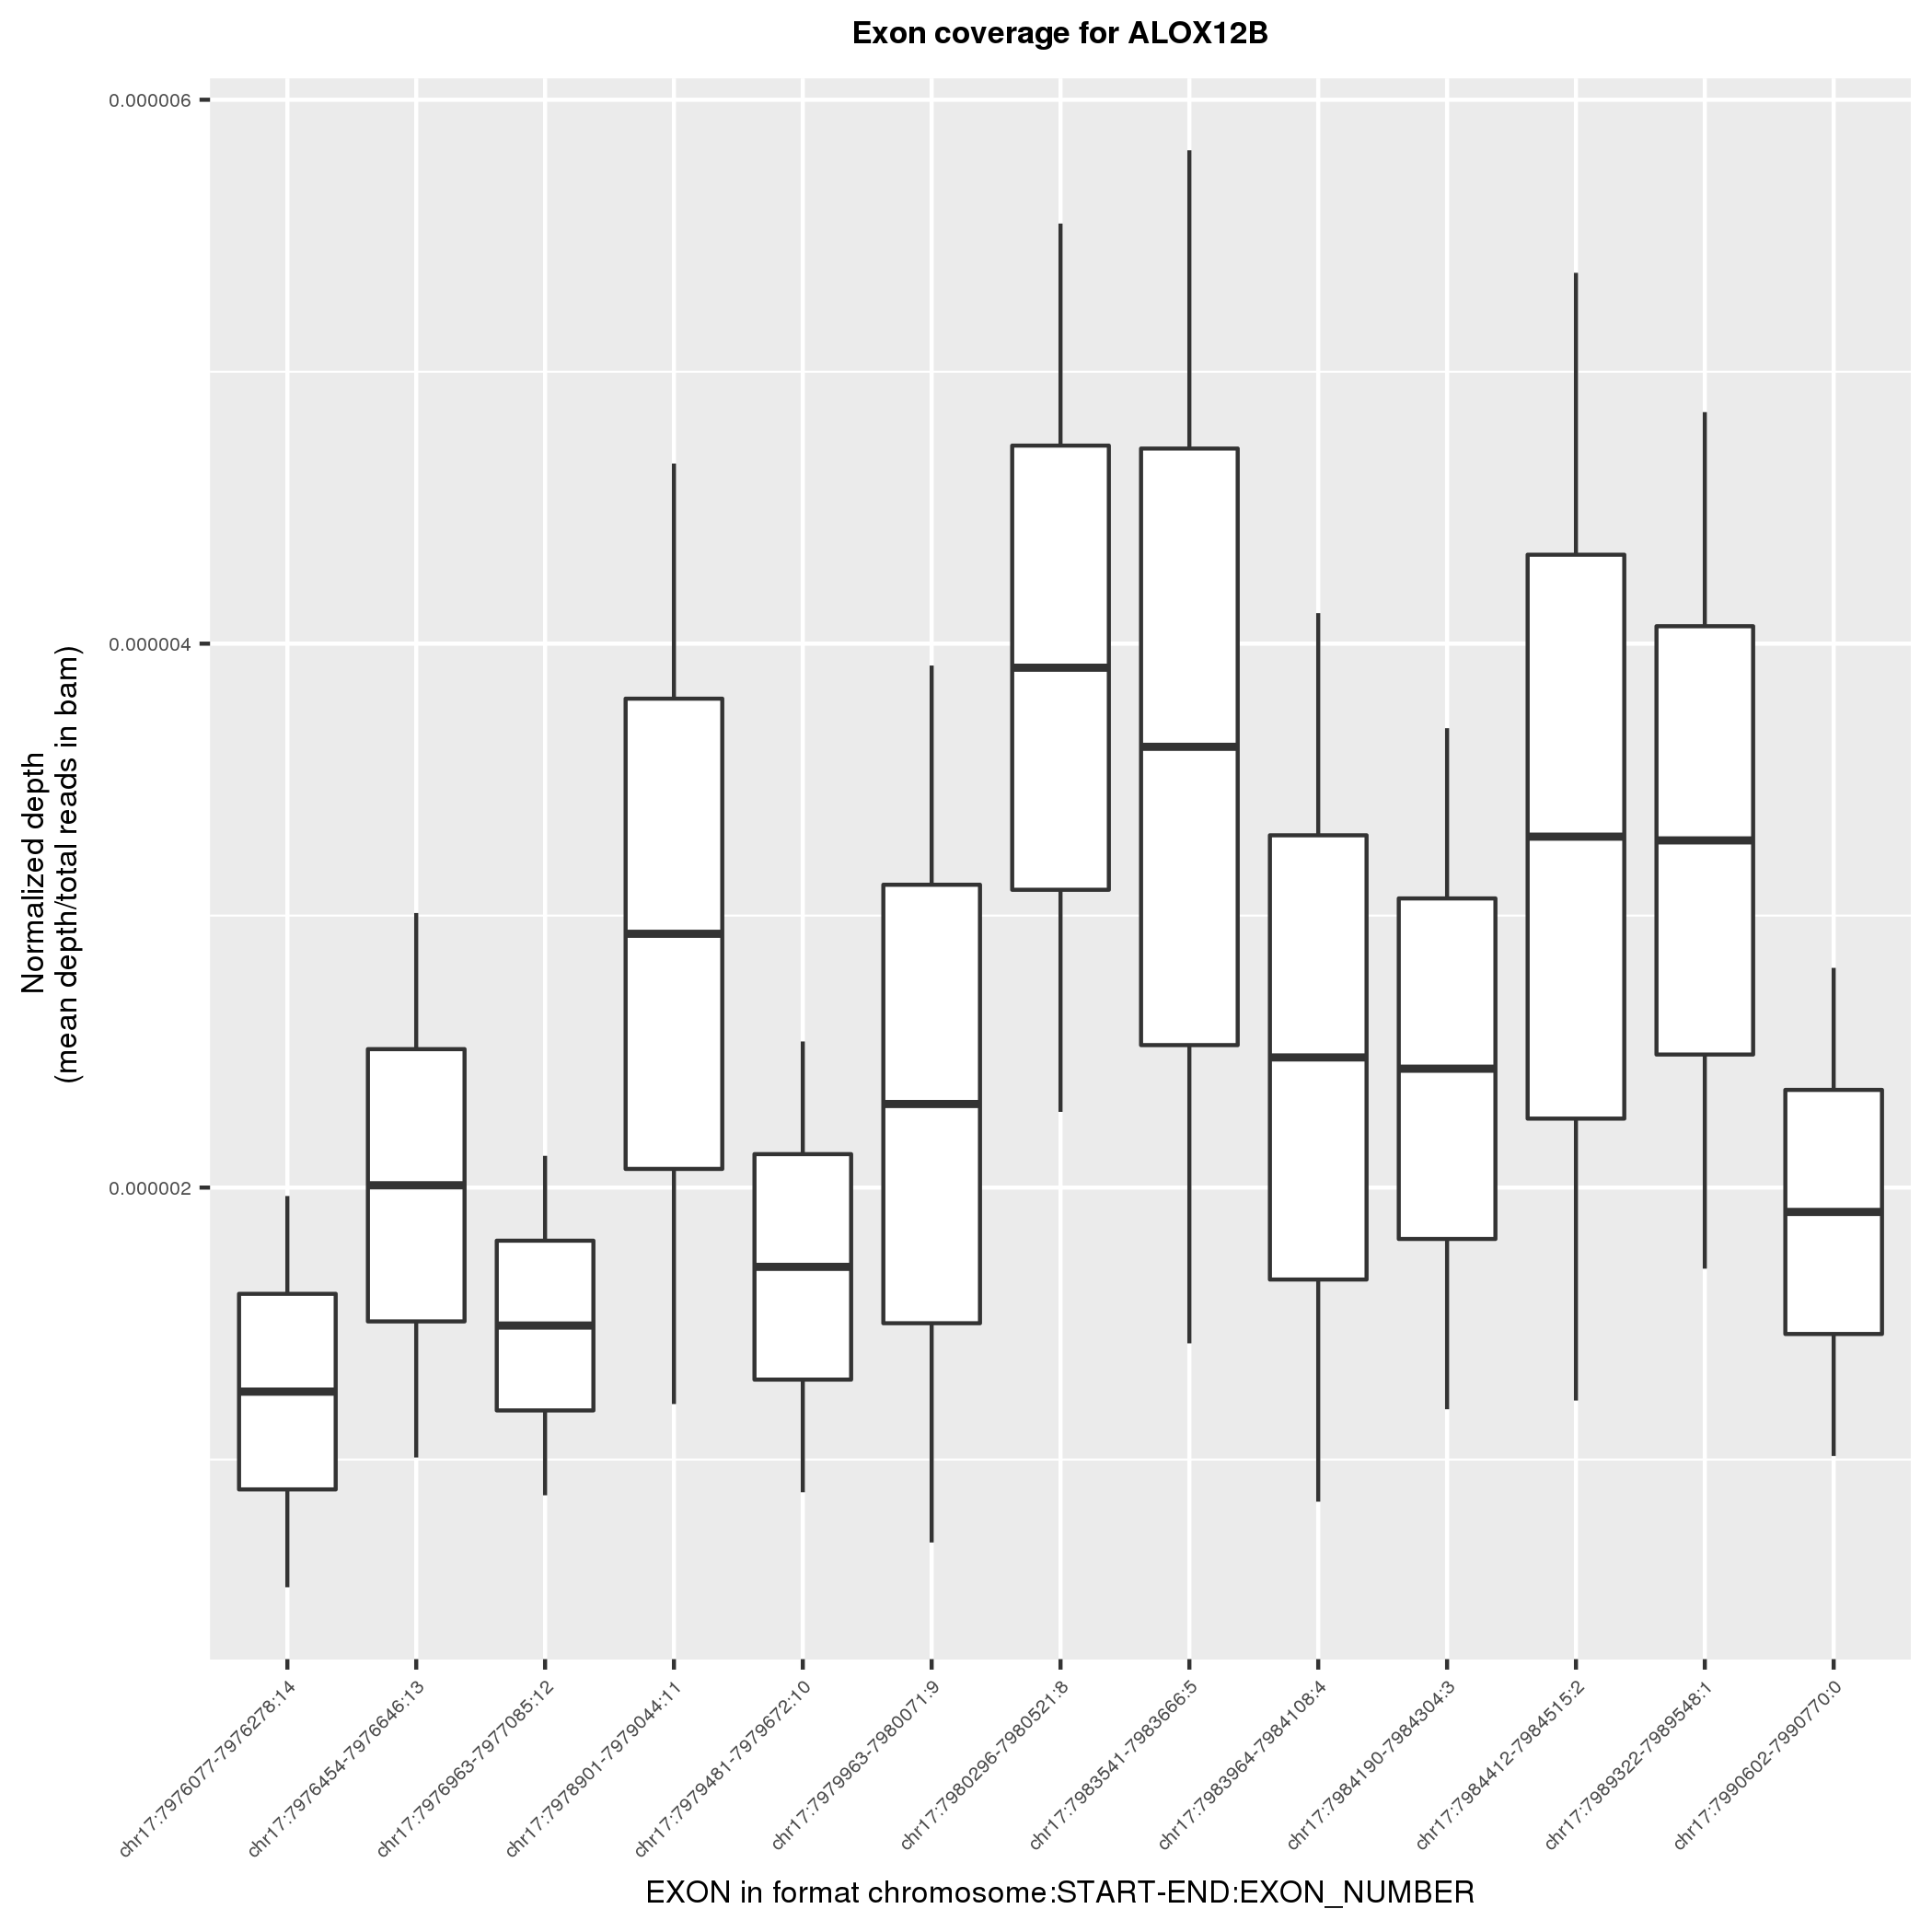 Exon coverage for ALOX12B
0.000006
0.000004
0.000002
Normalized depth
(mean depth/total reads in bam)
chr17:7976077-7976278:14
chr17:7976454-7976646:13
chr17:7976963-7977085:12
chr17:7978901-7979044:11
chr17:7979481-7979672:10
chr17:7979963-7980071:9
chr17:7980296-7980521:8
chr17:7983541-7983666:5
chr17:7983964-7984108:4
chr17:7984190-7984304:3
chr17:7984412-7984515:2
chr17:7989322-7989548:1
chr17:7990602-7990770:0
EXON in format chromosome:START-END:EXON_NUMBER